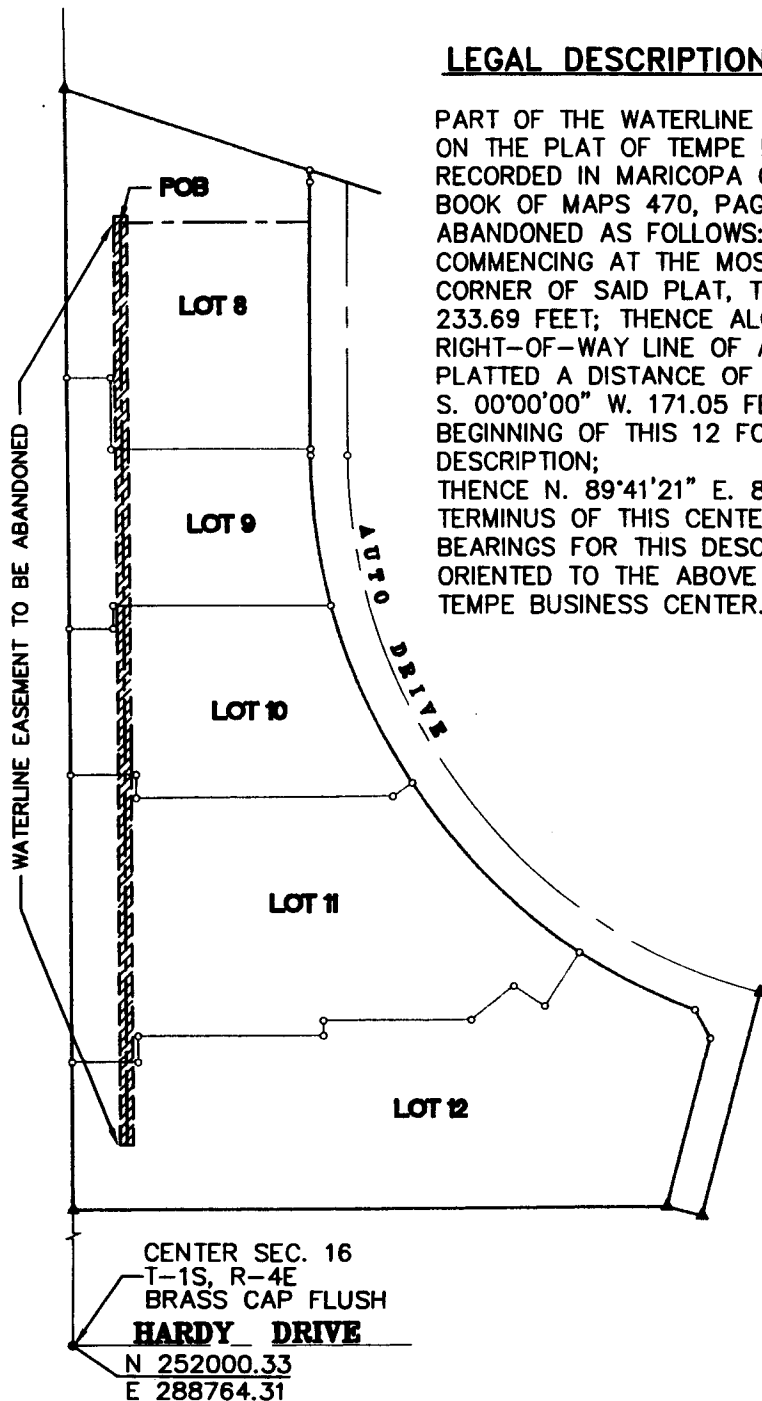 LEGAL DESCRIPTION
PART OF THE WATERLINE
ON THE PLAT OF TEMPE
RECORDED IN MARICOPA
BOOK OF MAPS 470, PAG
ABANDONED AS FOLLOWS:
COMMENCING AT THE MOS
CORNER OF SAID PLAT, T
233.69 FEET; THENCE AL
RIGHT-OF-WAY LINE OF
PLATTED A DISTANCE OF
S. 00°00'00" W. 171.05 FE
BEGINNING OF THIS 12 FO
DESCRIPTION;
THENCE N. 89°41'21" E. 8
TERMINUS OF THIS CENTE
BEARINGS FOR THIS DESC
ORIENTED TO THE ABOVE
TEMPE BUSINESS CENTER.
POB
LOT 8
LOT 9
LOT 10
LOT 11
LOT 12
AUTO DRIVE
WATERLINE EASEMENT TO BE ABANDONED
CENTER SEC. 16
T-1S, R-4E
BRASS CAP FLUSH
HARDY DRIVE
N 252000.33
E 288764.31